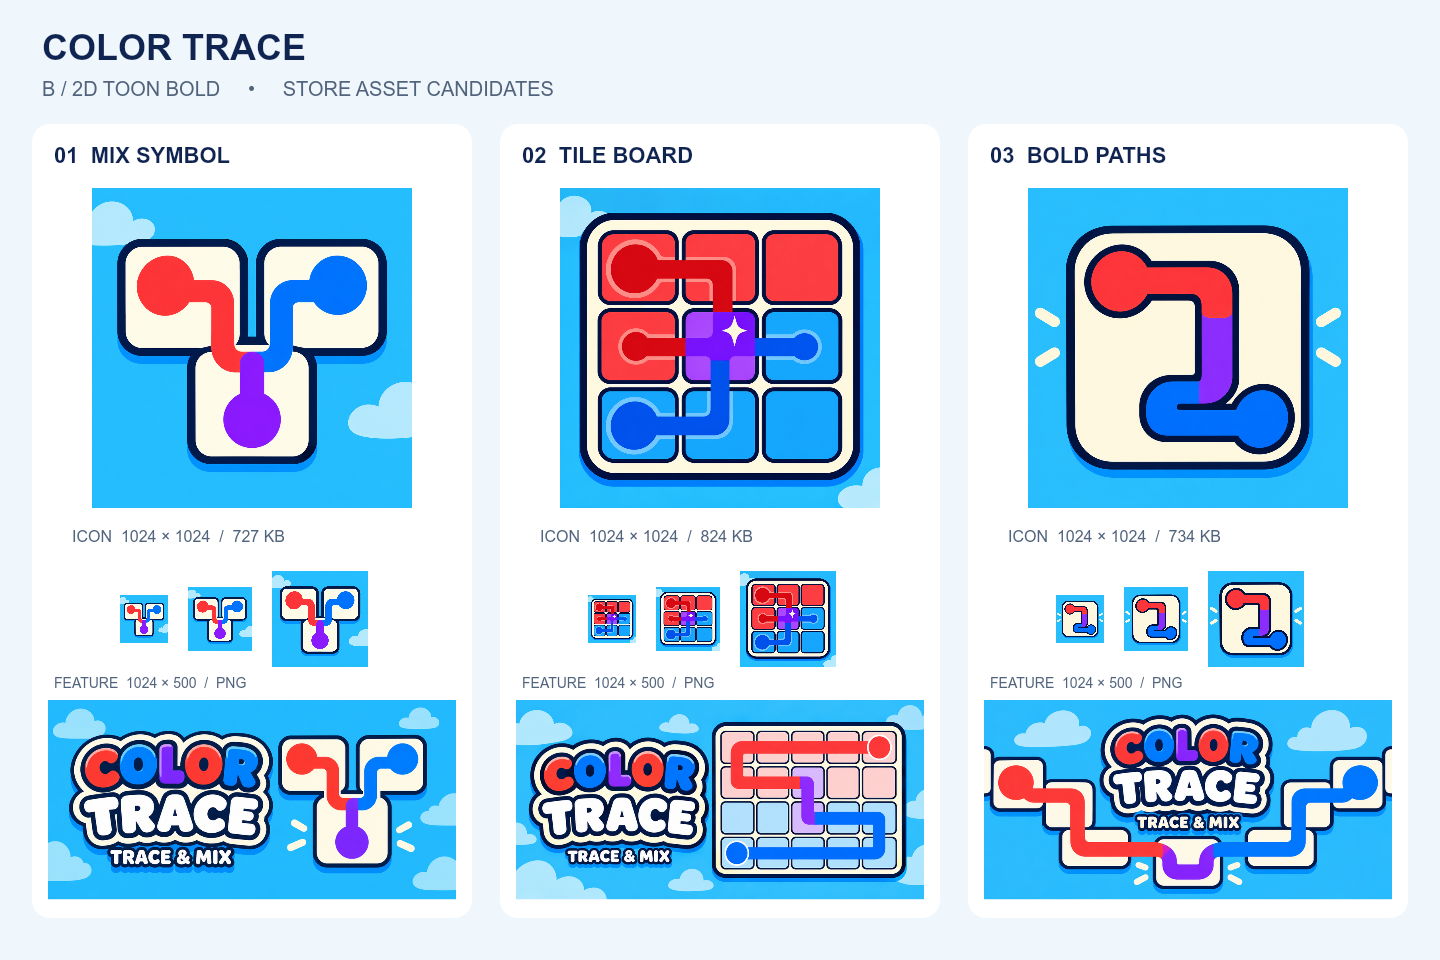 COLOR TRACE
B / 2D TOON BOLD • STORE ASSET CANDIDATES
01 MIX SYMBOL
ICON 1024 × 1024 / 727 KB
FEATURE 1024 × 500 / PNG
COLOR
TRACE
TRACE & MIX
02 TILE BOARD
ICON 1024 × 1024 / 824 KB
FEATURE 1024 × 500 / PNG
COLOR
TRACE
TRACE & MIX
03 BOLD PATHS
ICON 1024 × 1024 / 734 KB
FEATURE 1024 × 500 / PNG
COLOR
TRACE
TRACE & MIX